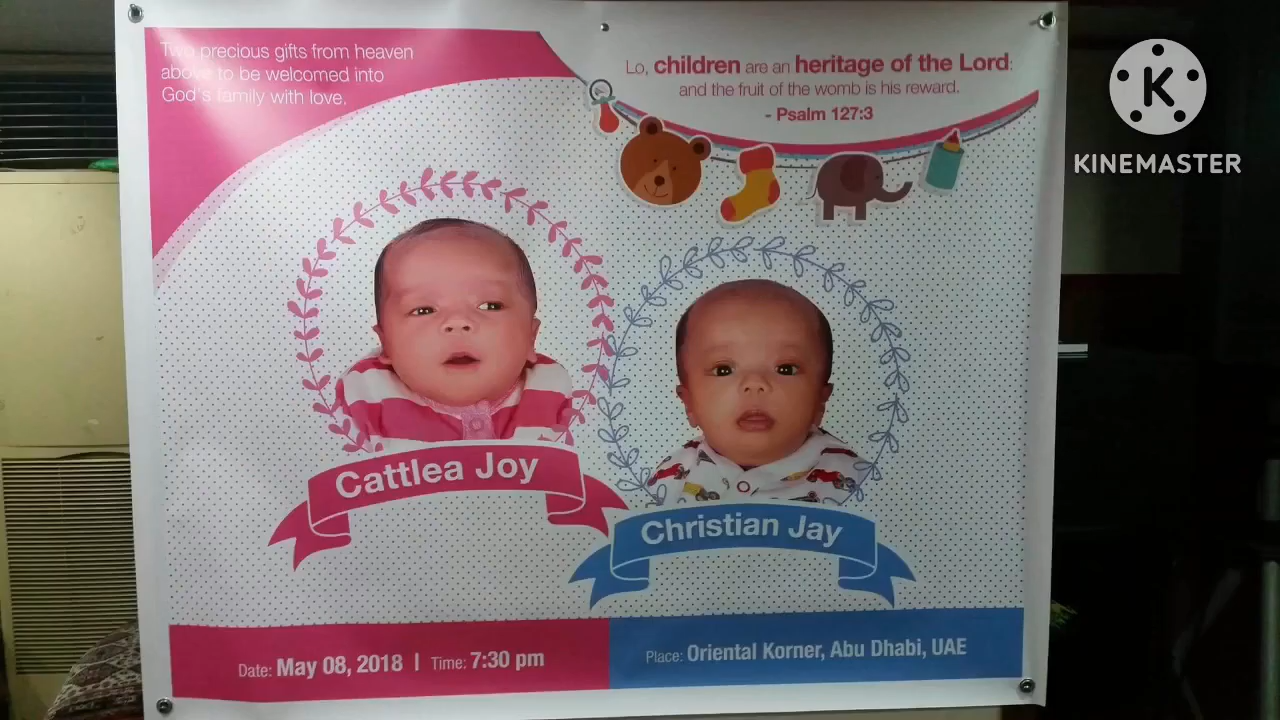 Two precious gifts from heaven
above to be welcomed into
God's family with love.
Lo, children are an heritage of the Lord:
and the fruit of the womb is his reward.
- Psalm 127:3
K
KINEMASTER
Cattlea Joy
Christian Jay
Date: May 08, 2018 | Time: 7:30 pm
Place: Oriental Korner, Abu Dhabi, UAE